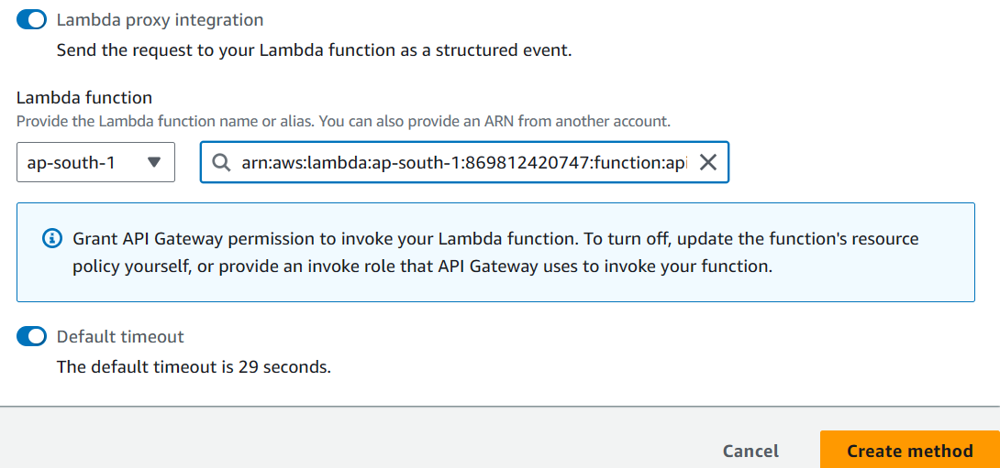 Lambda proxy integration
Send the request to your Lambda function as a structured event.
Lambda function
Provide the Lambda function name or alias. You can also provide an ARN from another account.
ap-south-1
arn:aws:lambda:ap-south-1:869812420747:function:api
Grant API Gateway permission to invoke your Lambda function. To turn off, update the function's resource
policy yourself, or provide an invoke role that API Gateway uses to invoke your function.
Default timeout
The default timeout is 29 seconds.
Cancel
Create method